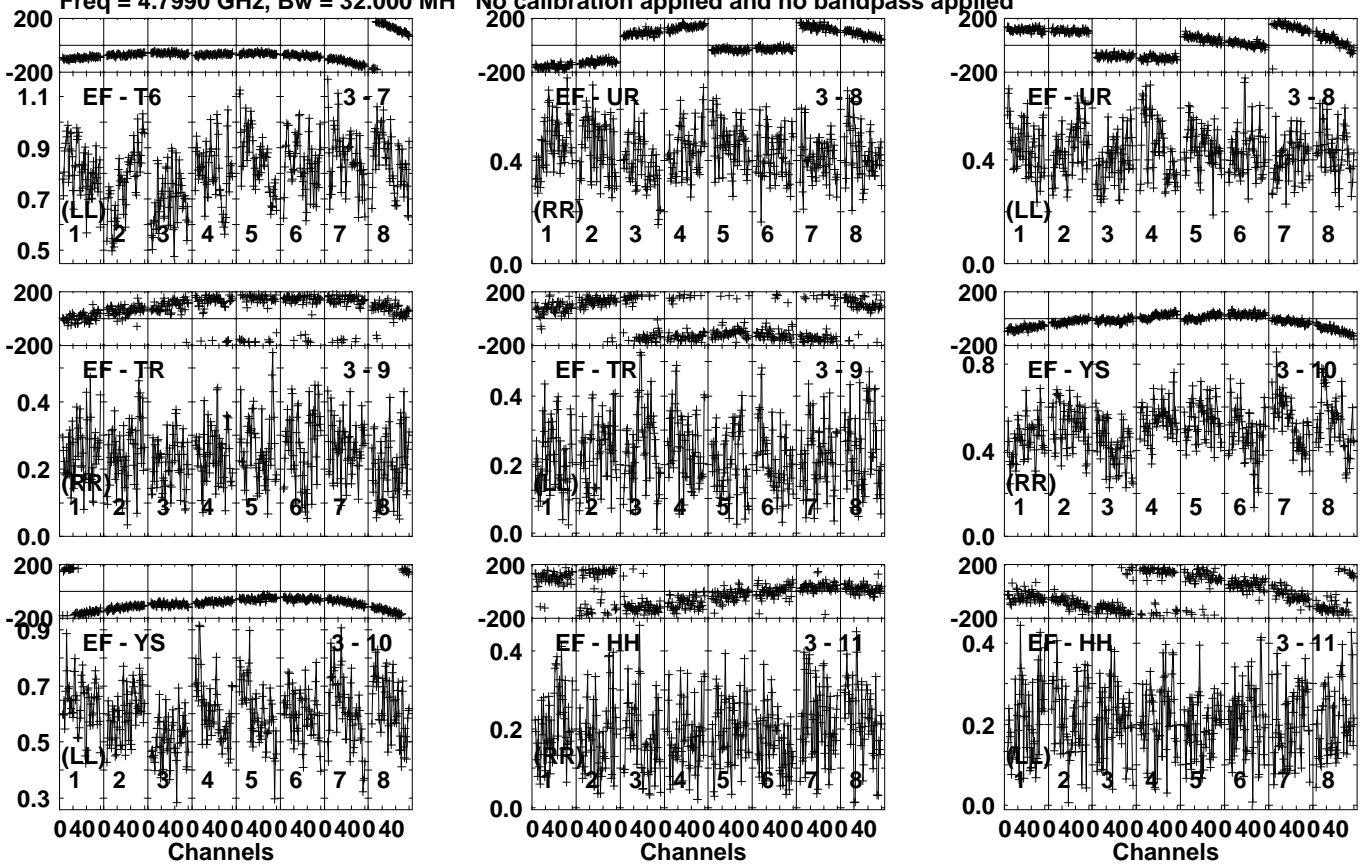 Freq = 4.7990 GHz, Bw = 32.000 MH No calibration applied and no bandpass applied
200
-200
EF - T6 3 - 7
1.1
0.9
0.7
0.5
(LL)
1 2 3 4 5 6 7 8
200
-200
EF - UR 3 - 8
0.4
0.0
(RR)
1 2 3 4 5 6 7 8
200
-200
EF - UR 3 - 8
0.4
0.0
(LL)
1 2 3 4 5 6 7 8
200
-200
EF - TR 3 - 9
0.4
0.2
0.0
(RR)
1 2 3 4 5 6 7 8
200
-200
EF - TR 3 - 9
0.4
0.2
0.0
(LL)
1 2 3 4 5 6 7 8
200
-200
EF - YS 3 - 10
0.8
0.4
0.0
(RR)
1 2 3 4 5 6 7 8
200
-200
EF - YS 3 - 10
0.9
0.7
0.5
0.3
(LL)
1 2 3 4 5 6 7 8
0 40 0 40 0 40 0 40 0 40 0 40 0 40 0 40
Channels
200
-200
EF - HH 3 - 11
0.4
0.2
0.0
(RR)
1 2 3 4 5 6 7 8
0 40 0 40 0 40 0 40 0 40 0 40 0 40 0 40
Channels
200
-200
EF - HH 3 - 11
0.4
0.2
0.0
(LL)
1 2 3 4 5 6 7 8
0 40 0 40 0 40 0 40 0 40 0 40 0 40 0 40
Channels